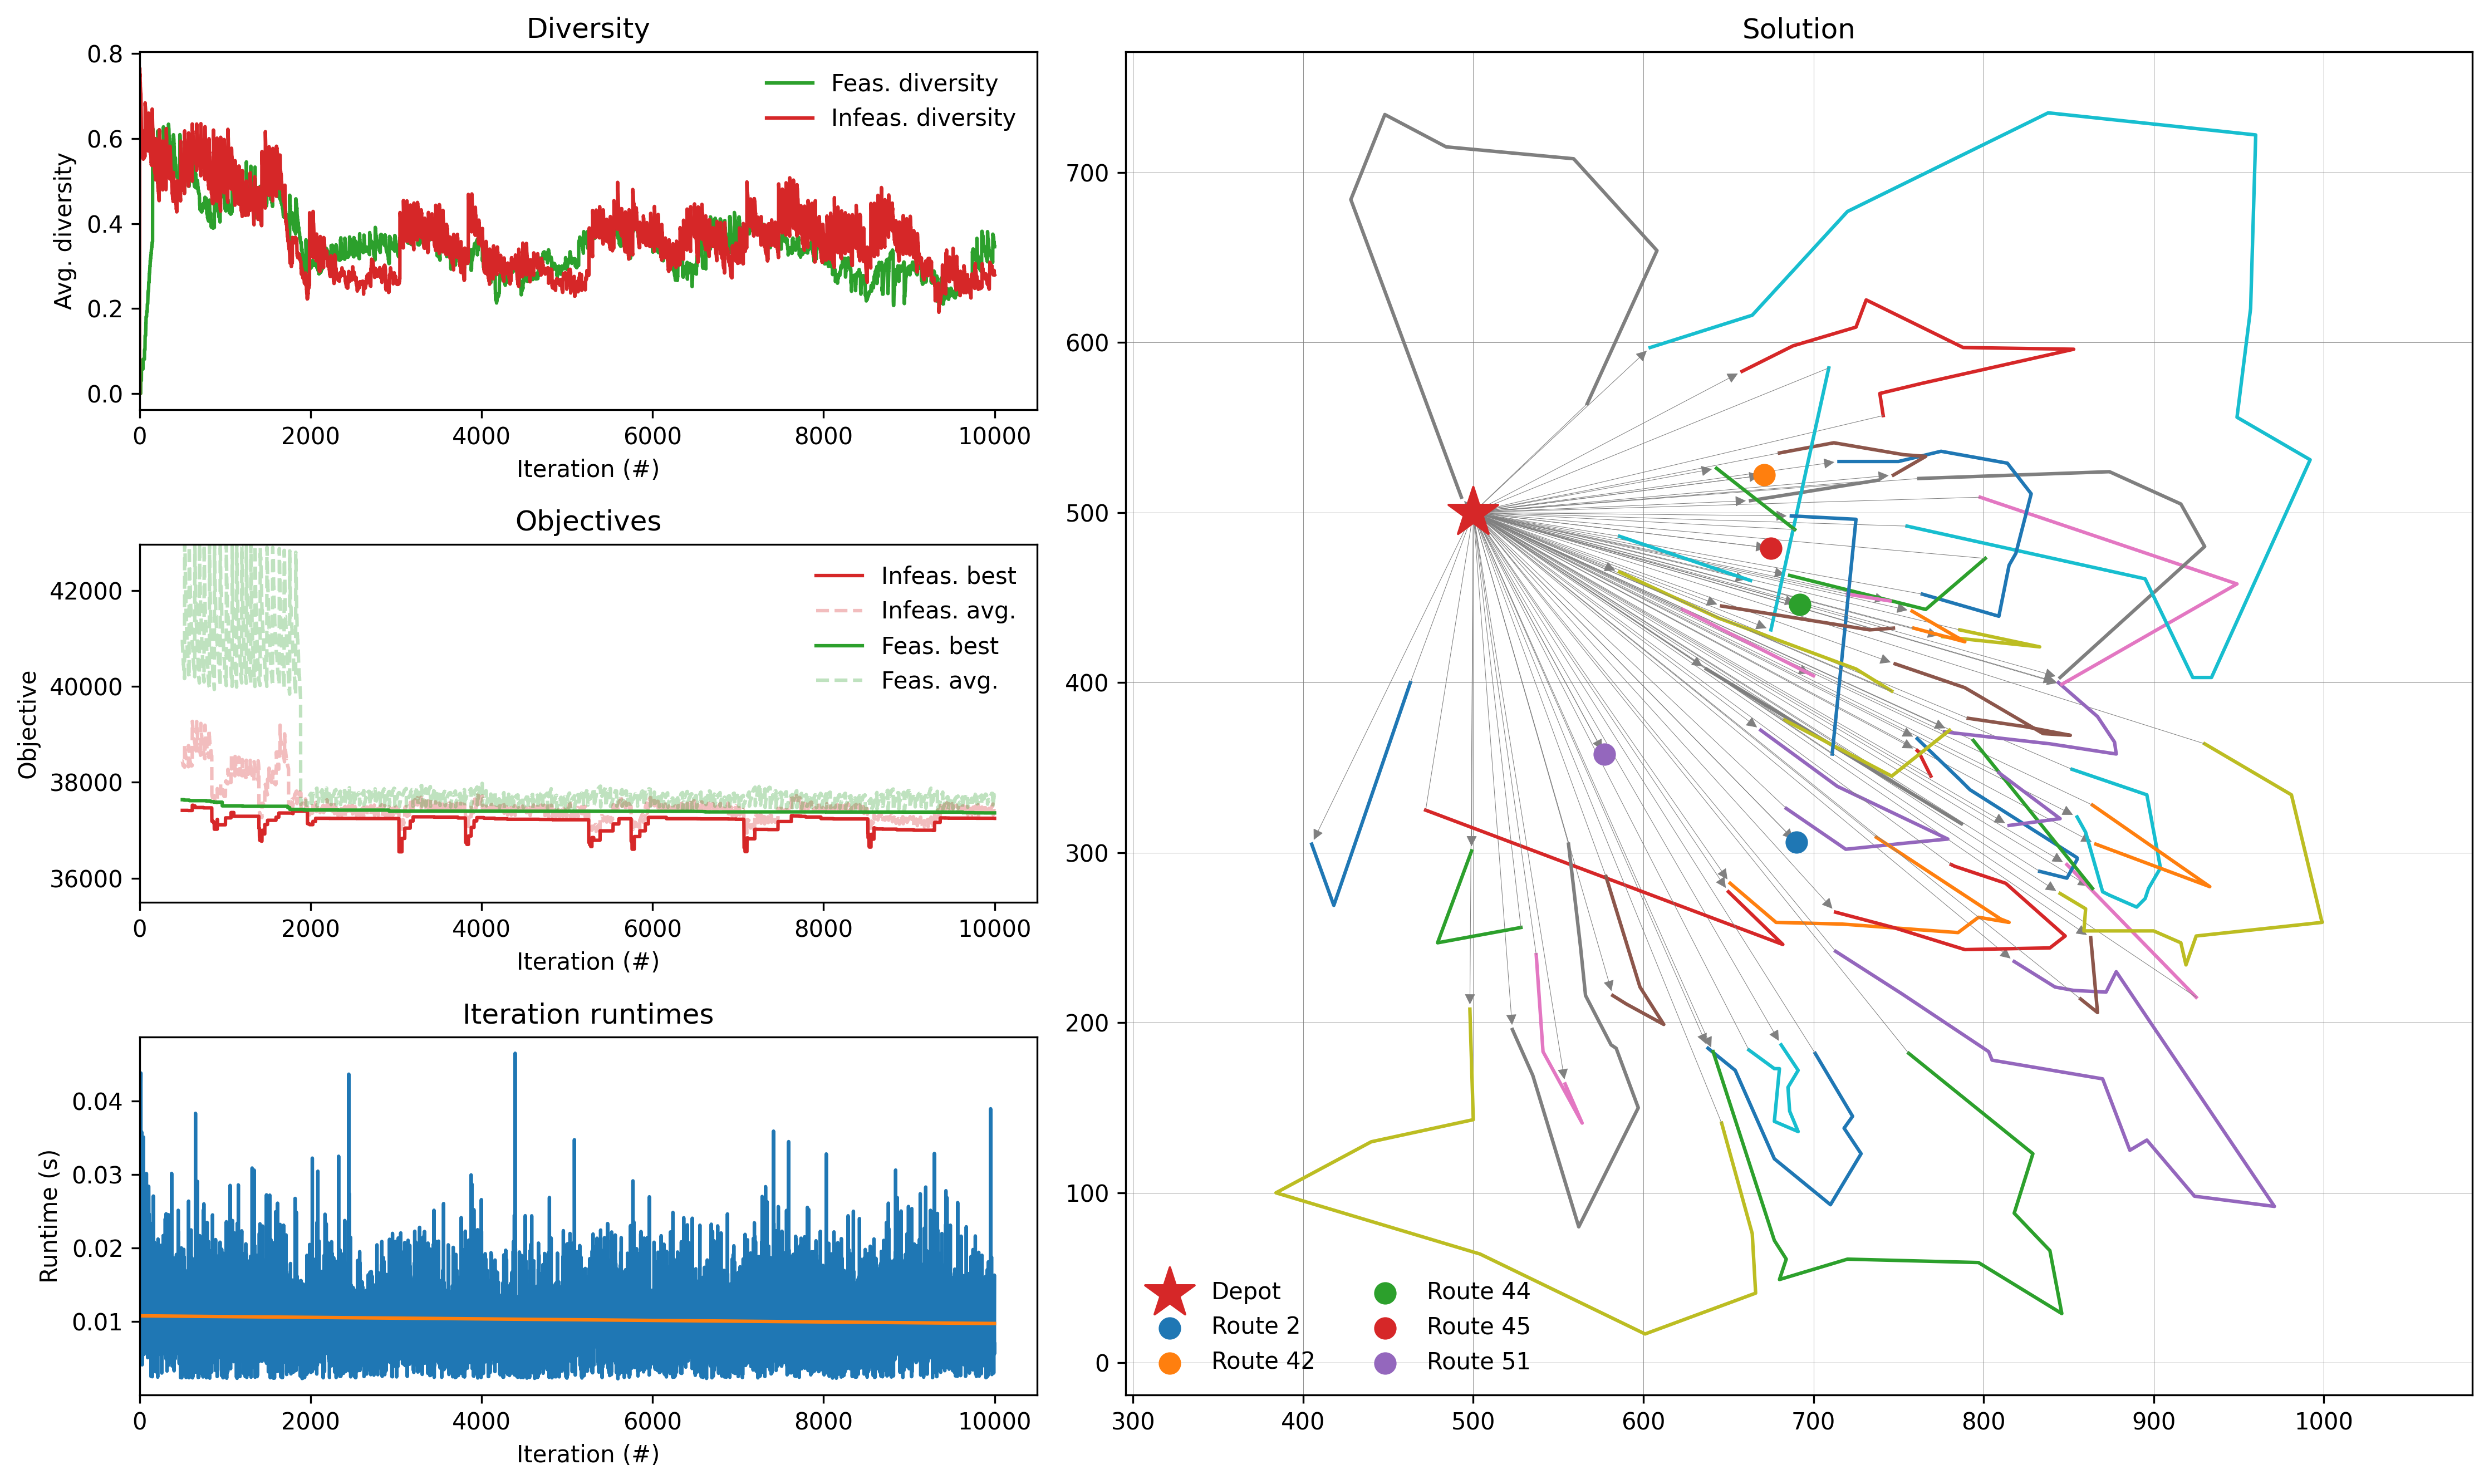 Diversity
Avg. diversity
0.8
0.6
0.4
0.2
0.0
Feas. diversity
Infeas. diversity
0 2000 4000 6000 8000 10000
Iteration (#)
Objectives
Objective
42000
40000
38000
36000
Infeas. best
Infeas. avg.
Feas. best
Feas. avg.
0 2000 4000 6000 8000 10000
Iteration (#)
Iteration runtimes
Runtime (s)
0.04
0.03
0.02
0.01
0 2000 4000 6000 8000 10000
Iteration (#)
Solution
700
600
500
400
300
200
100
0
Depot
Route 2
Route 42
Route 44
Route 45
Route 51
300 400 500 600 700 800 900 1000